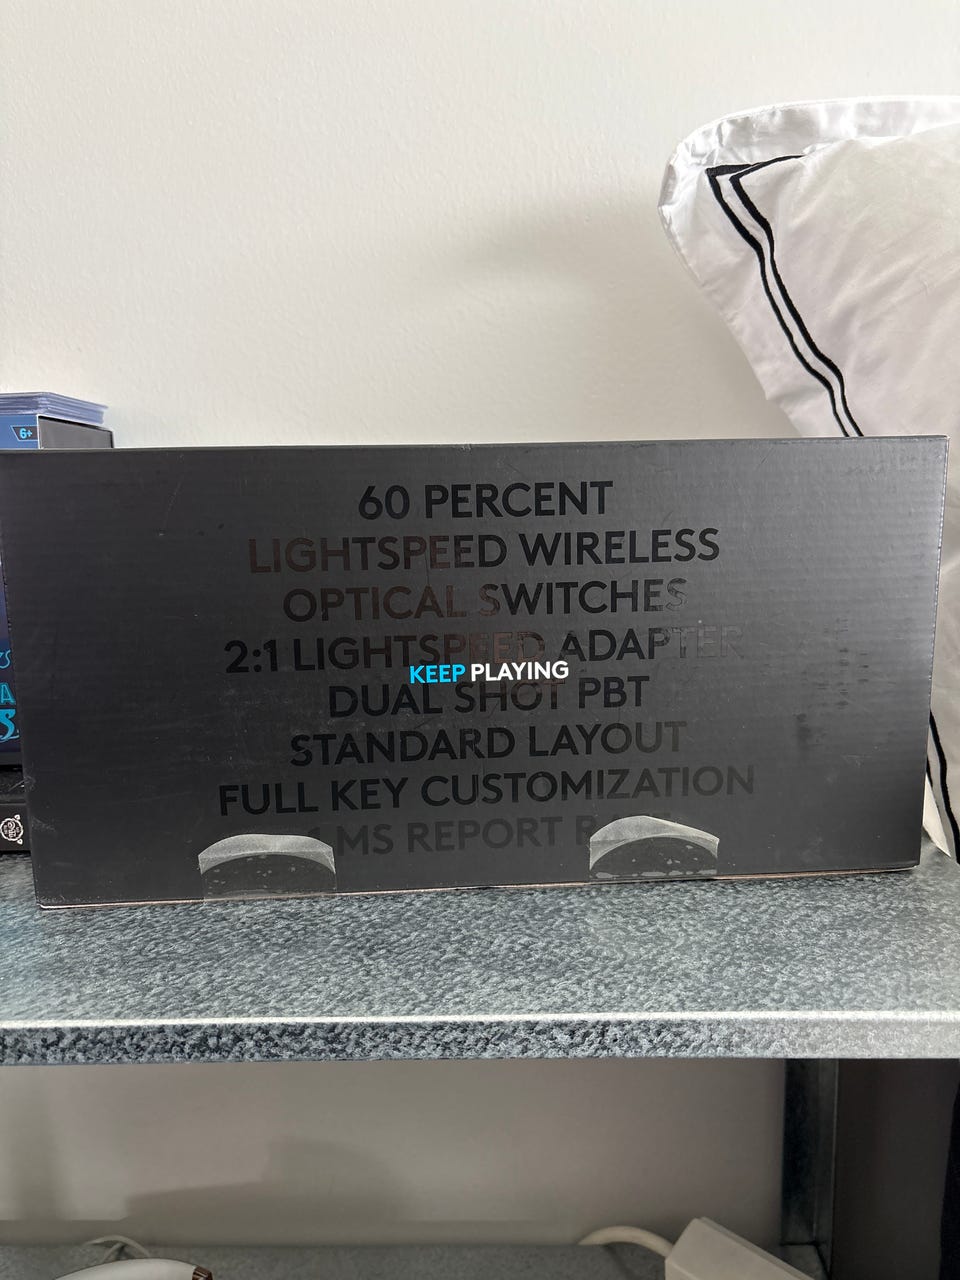 6+
60 PERCENT
LIGHTSPEED WIRELESS
OPTICAL SWITCHES
2:1 LIGHTSPEED ADAPTER
KEEP PLAYING
DUAL SHOT PBT
STANDARD LAYOUT
FULL KEY CUSTOMIZATION
MS REPORT